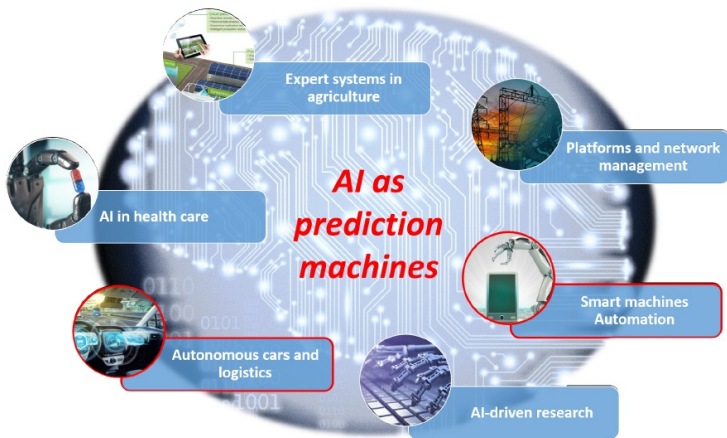 Expert systems in
agriculture
Platforms and network
management
AI in health care
AI as
prediction
machines
Smart machines
Automation
Autonomous cars and
logistics
AI-driven research